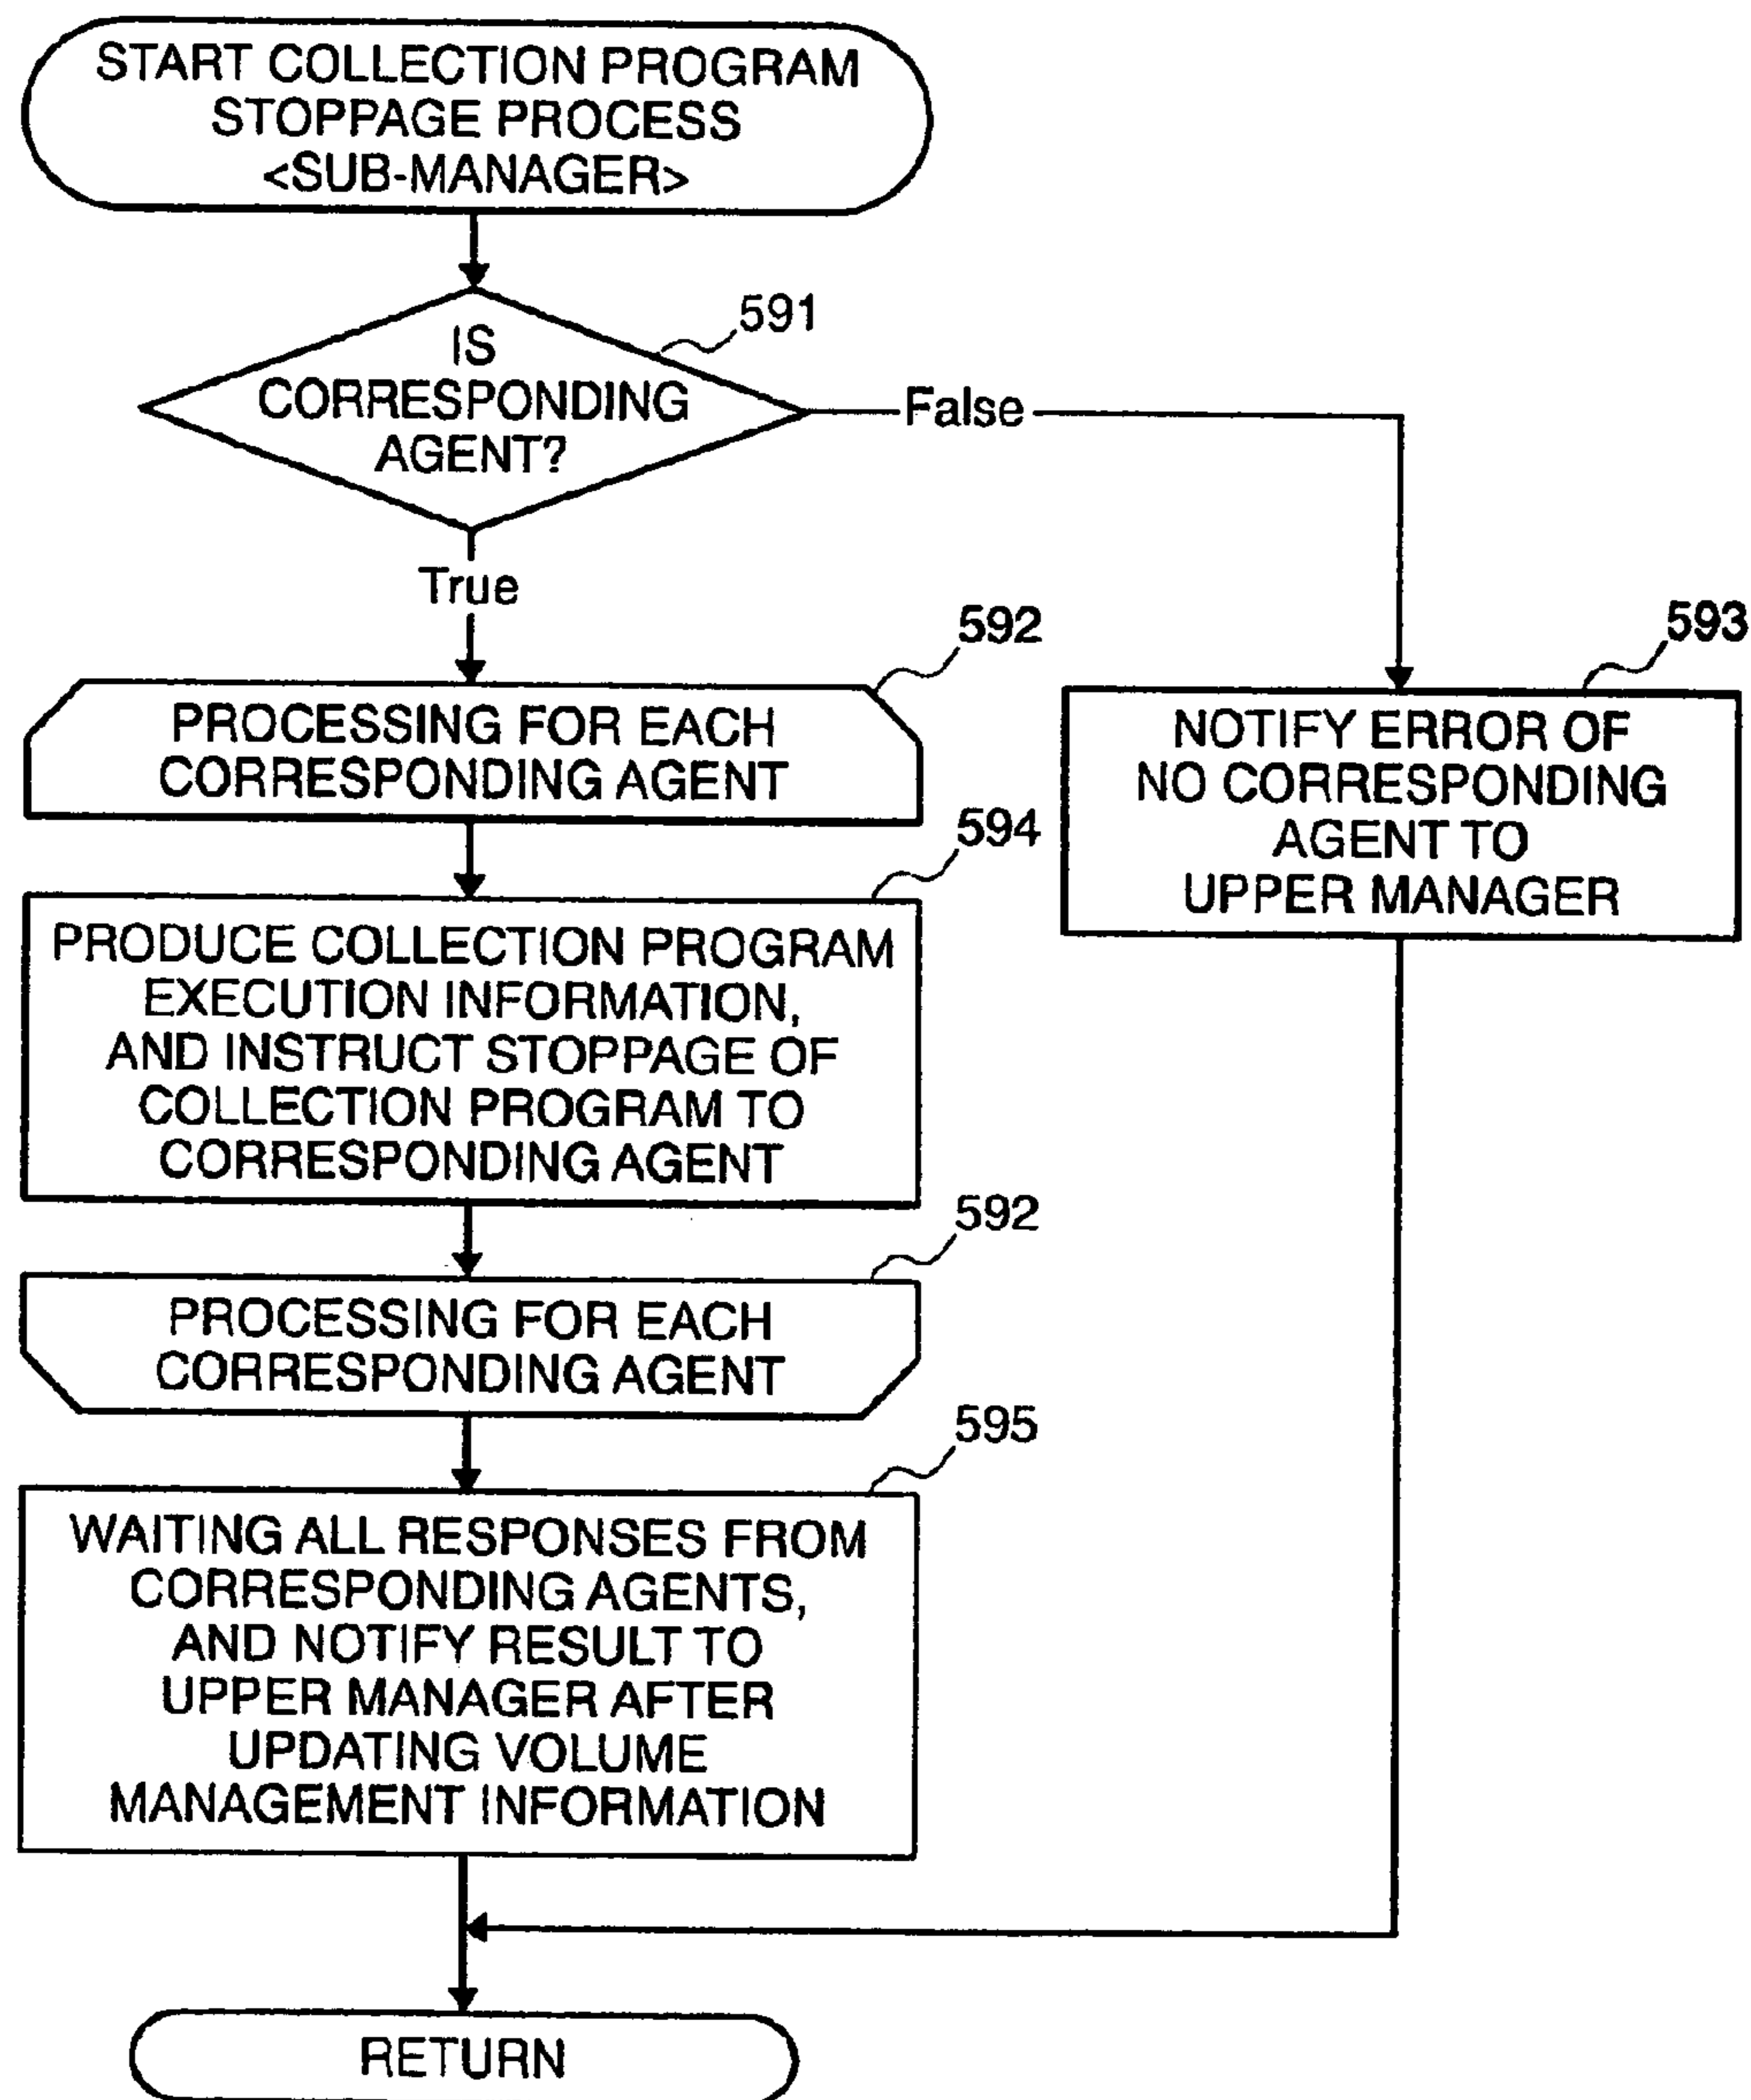 START COLLECTION PROGRAM
STOPPAGE PROCESS
<SUB-MANAGER>
591
IS
CORRESPONDING
AGENT?
False
True
592
PROCESSING FOR EACH
CORRESPONDING AGENT
593
NOTIFY ERROR OF
NO CORRESPONDING
AGENT TO
UPPER MANAGER
594
PRODUCE COLLECTION PROGRAM
EXECUTION INFORMATION,
AND INSTRUCT STOPPAGE OF
COLLECTION PROGRAM TO
CORRESPONDING AGENT
592
PROCESSING FOR EACH
CORRESPONDING AGENT
595
WAITING ALL RESPONSES FROM
CORRESPONDING AGENTS,
AND NOTIFY RESULT TO
UPPER MANAGER AFTER
UPDATING VOLUME
MANAGEMENT INFORMATION
RETURN